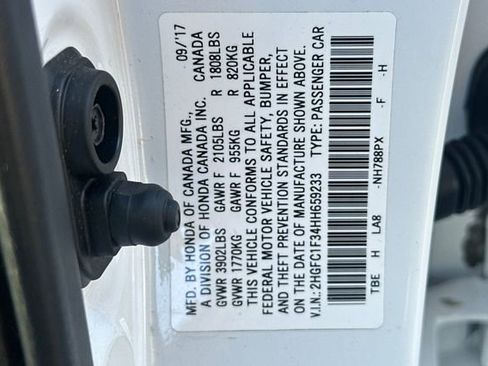 09/'17
MFD. BY HONDA OF CANADA MFG.,
A DIVISION OF HONDA CANADA INC. CANADA
GVWR 3902LBS GAWR F 2105LBS R 1808LBS
GVWR 1770KG GAWR F 955KG R 820KG
THIS VEHICLE CONFORMS TO ALL APPLICABLE
FEDERAL MOTOR VEHICLE SAFETY, BUMPER,
AND THEFT PREVENTION STANDARDS IN EFFECT
ON THE DATE OF MANUFACTURE SHOWN ABOVE.
V.I.N.: 2HGFC1F34HH659233 TYPE: PASSENGER CAR
TBE H LA8 -NH788PX -F -H